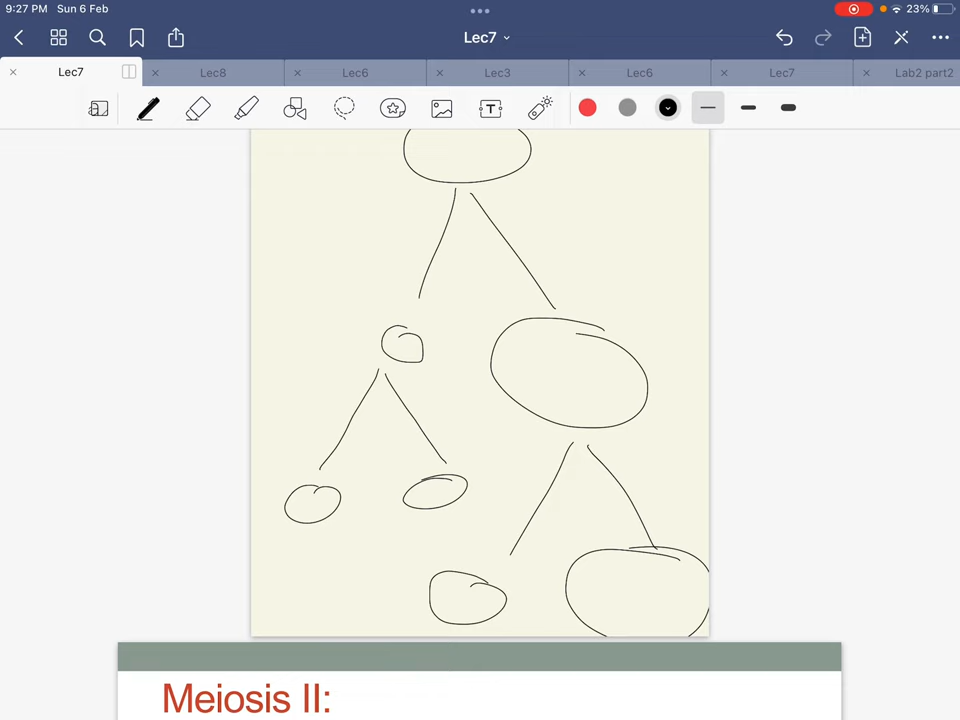 9:27 PM Sun 6 Feb
23%
Lec7
Lec7
Lec8
Lec6
Lec3
Lec6
Lec7
Lab2 part2
T
Meiosis II: